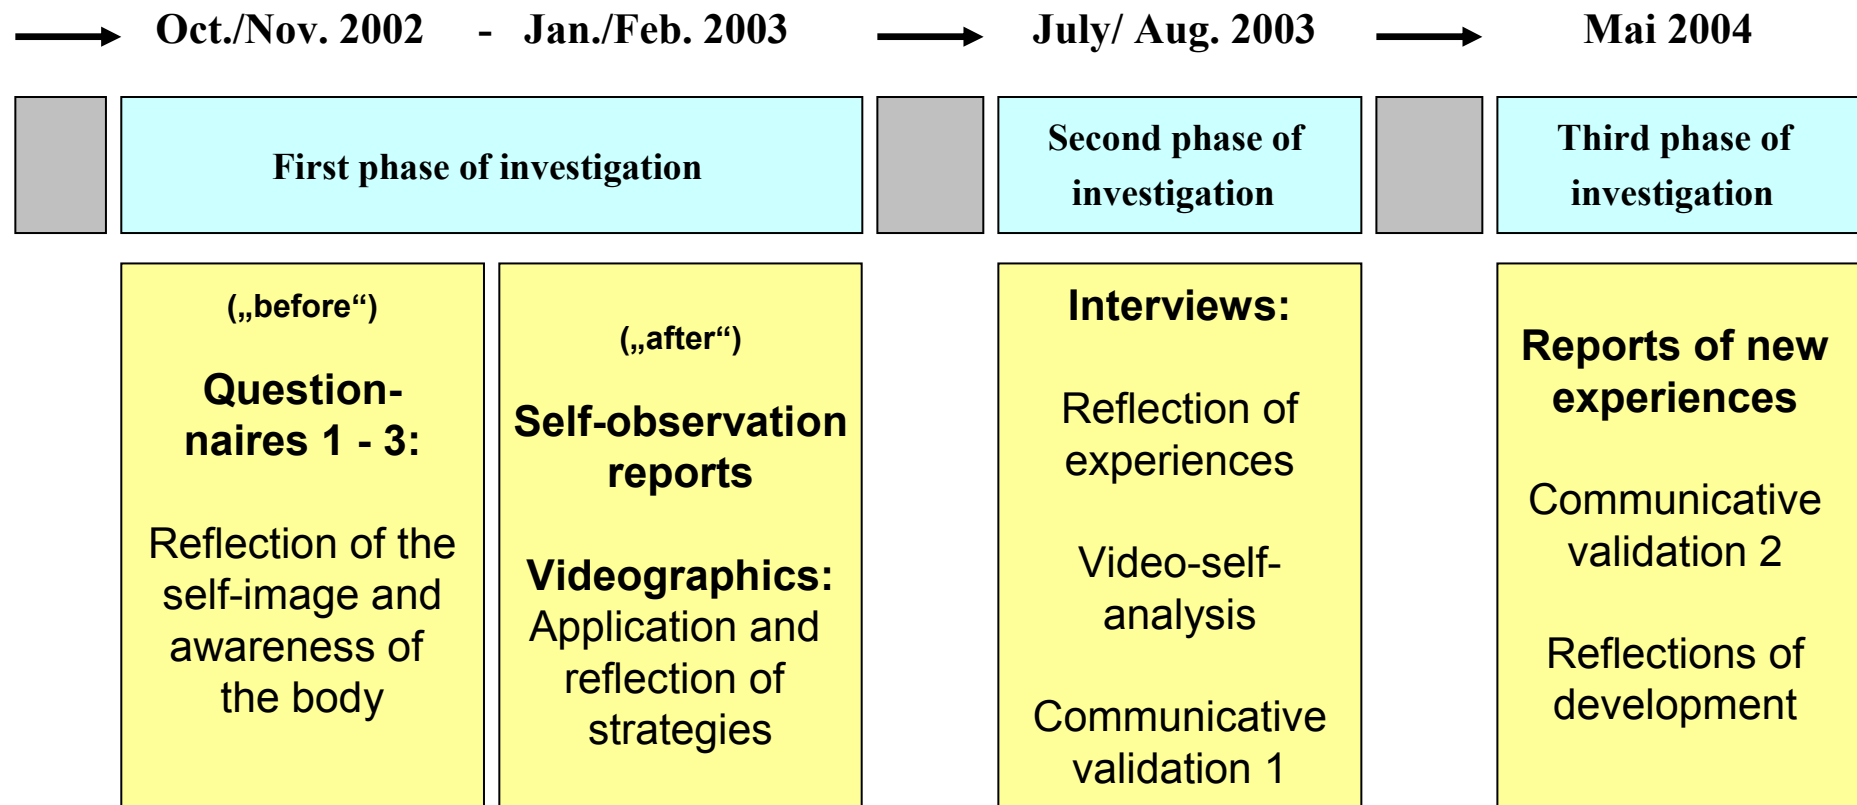 Oct./Nov. 2002 - Jan./Feb. 2003
July/ Aug. 2003
Mai 2004
First phase of investigation
Second phase of
investigation
Third phase of
investigation
(„before“)
Question-
naires 1 - 3:
Reflection of the
self-image and
awareness of
the body
(„after“)
Self-observation
reports
Videographics:
Application and
reflection of
strategies
Interviews:
Reflection of
experiences
Video-self-
analysis
Communicative
validation 1
Reports of new
experiences
Communicative
validation 2
Reflections of
development